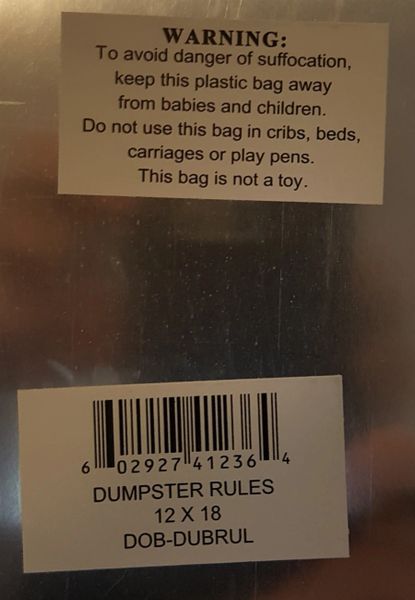 WARNING:
To avoid danger of suffocation,
keep this plastic bag away
from babies and children.
Do not use this bag in cribs, beds,
carriages or play pens.
This bag is not a toy.
6 02927 41236 4
DUMPSTER RULES
12 X 18
DOB-DUBRUL